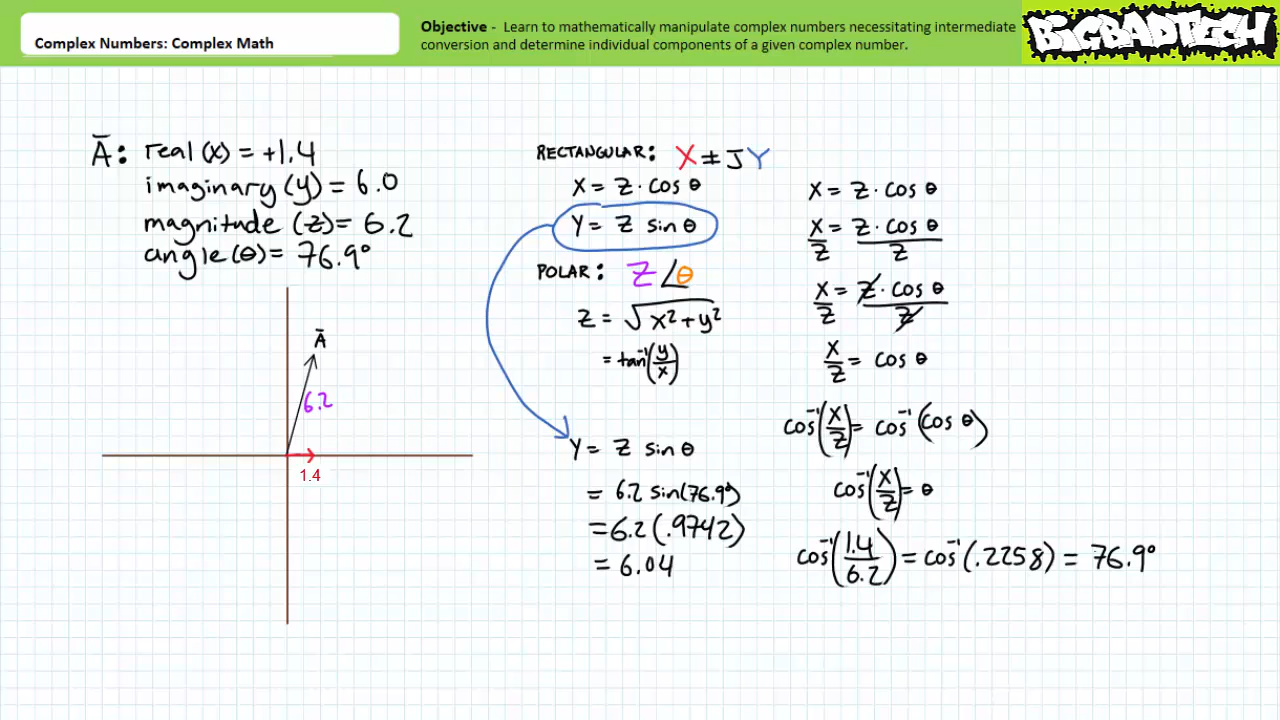 Complex Numbers: Complex Math
Objective - Learn to mathematically manipulate complex numbers necessitating intermediate
conversion and determine individual components of a given complex number.
BIGBADTECH
Ā: real (x) = +1.4
imaginary (y) = 6.0
magnitude (z) = 6.2
angle (θ) = 76.9°
Ā
6.2
1.4
RECTANGULAR: X ± J Y
X = Z · cos θ
Y = Z sin θ
POLAR: Z ∠θ
Z = √(x² + y²)
= tan⁻¹(y/x)
Y = Z sin θ
= 6.2 sin(76.9°)
= 6.2 (.9742)
= 6.04
X = Z · cos θ
X/Z = Z · cos θ/Z
X/Z = Z · cos θ/Z
X/Z = cos θ
cos⁻¹(X/Z) = cos⁻¹(cos θ)
cos⁻¹(X/Z) = θ
cos⁻¹(1.4/6.2) = cos⁻¹(.2258) = 76.9°